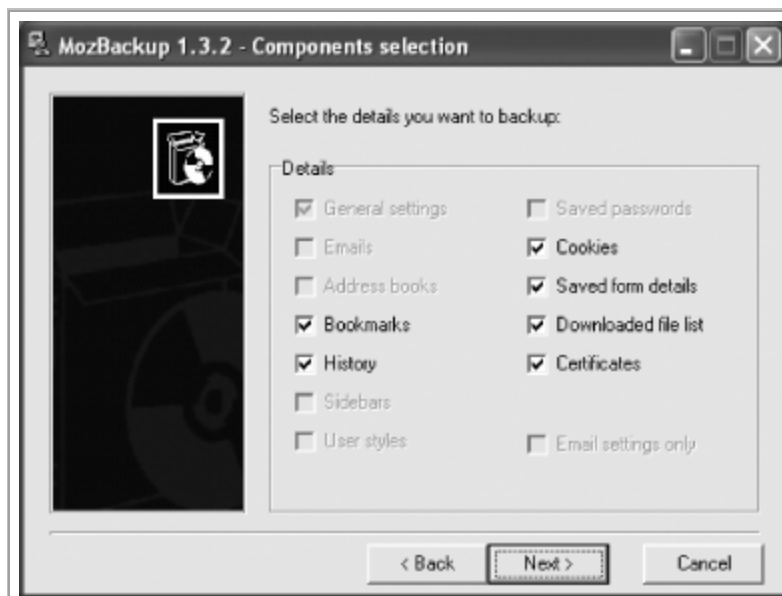 MozBackup 1.3.2 - Components selection
Select the details you want to backup:
Details
General settings
Saved passwords
Emails
Cookies
Address books
Saved form details
Bookmarks
Downloaded file list
History
Certificates
Sidebars
User styles
Email settings only
< Back
Next >
Cancel